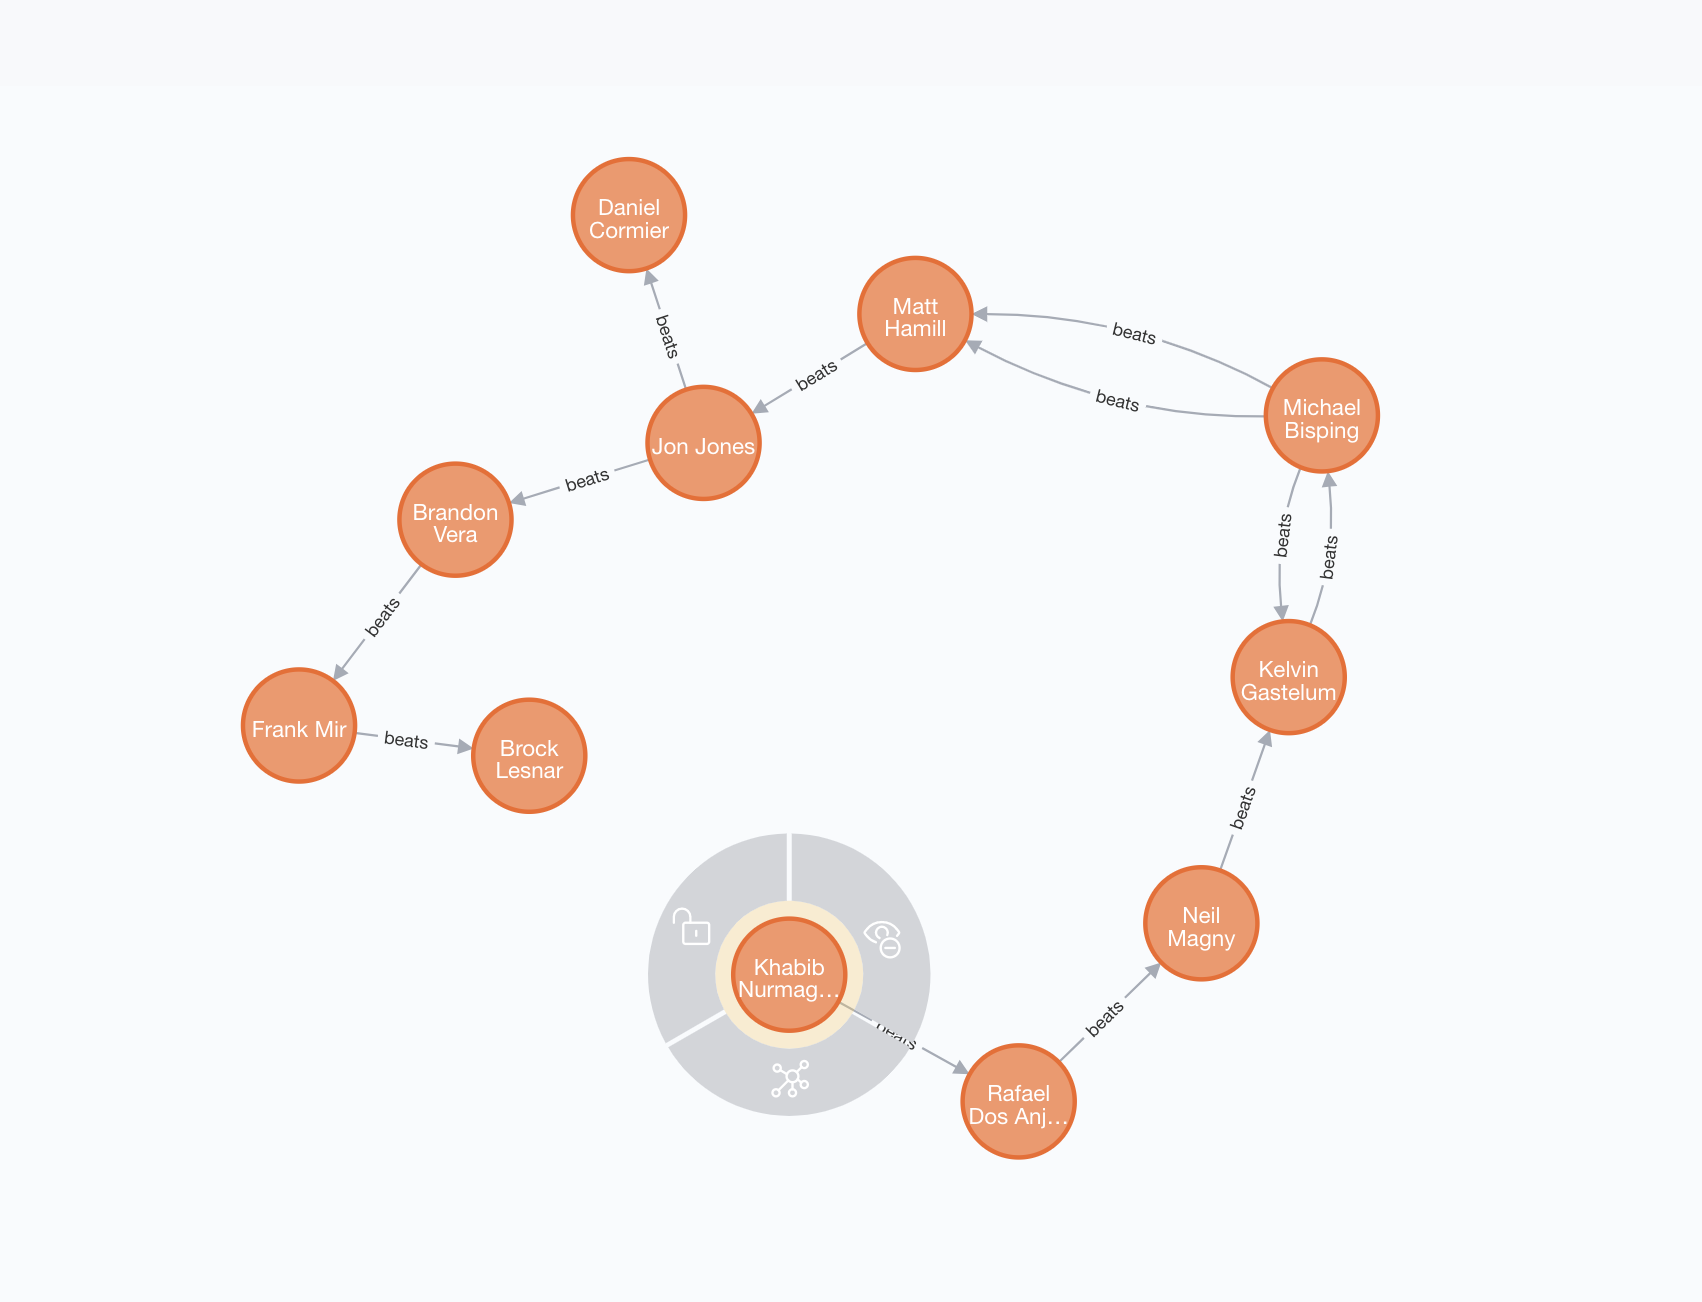 Daniel
Cormier
beats
Matt
Hamill
beats
beats
beats
Michael
Bisping
Jon Jones
beats
Brandon
Vera
beats
beats
beats
Kelvin
Gastelum
Frank Mir
beats
Brock
Lesnar
beats
Neil
Magny
Khabib
Nurmag…
beats
beats
Rafael
Dos Anj…